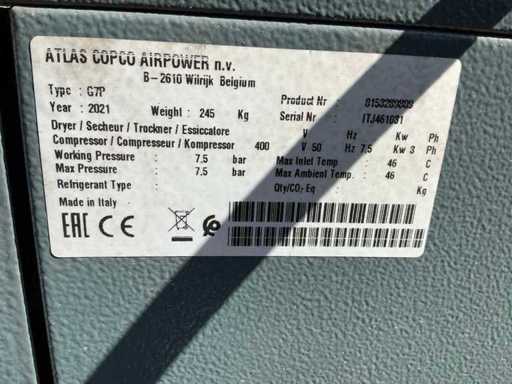 ATLAS COPCO AIRPOWER n.v.
B-2610 Wilrijk Belgium
Type : G7P
Product Nr :
Year : 2021 Weight : 245 Kg
Serial Nr : ITJ461031
Dryer / Secheur / Trockner / Essiccatore V Hz Kw Ph
Compressor / Compresseur / Kompressor 400 V 50 Hz 7.5 Kw 3 Ph
Working Pressure : 7.5 bar Max Inlet Temp : 46 C
Max Pressure : 7.5 bar Max Ambient Temp : 46 C
Refrigerant Type : Qty/CO₂ Eq : Kg
Made in Italy :
EAC CE